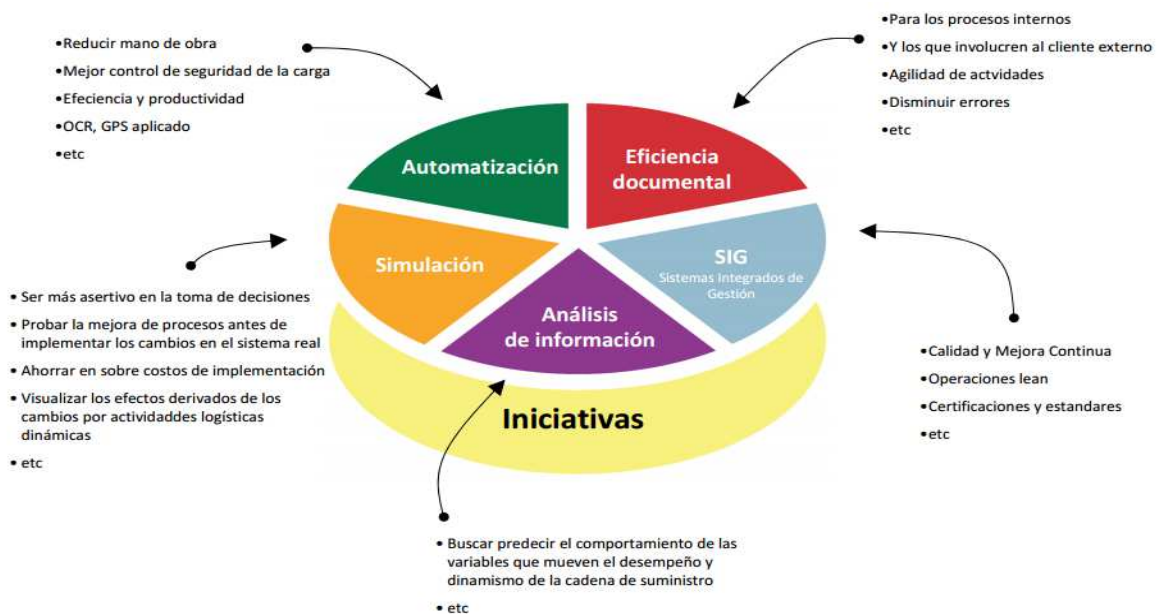 •Reducir mano de obra
•Mejor control de seguridad de la carga
•Efeciencia y productividad
•OCR, GPS aplicado
•etc
•Para los procesos internos
•Y los que involucren al cliente externo
•Agilidad de actvidades
•Disminuir errores
•etc
Automatización
Eficiencia
documental
Simulación
SIG
Sistemas Integrados de
Gestión
Análisis
de información
Iniciativas
• Ser más asertivo en la toma de decisiones
• Probar la mejora de procesos antes de
implementar los cambios en el sistema real
• Ahorrar en sobre costos de implementación
• Visualizar los efectos derivados de los
cambios por actividaddes logísticas
dinámicas
• etc
•Calidad y Mejora Continua
•Operaciones lean
•Certificaciones y estandares
•etc
• Buscar predecir el comportamiento de las
variables que mueven el desempeño y
dinamismo de la cadena de suministro
• etc